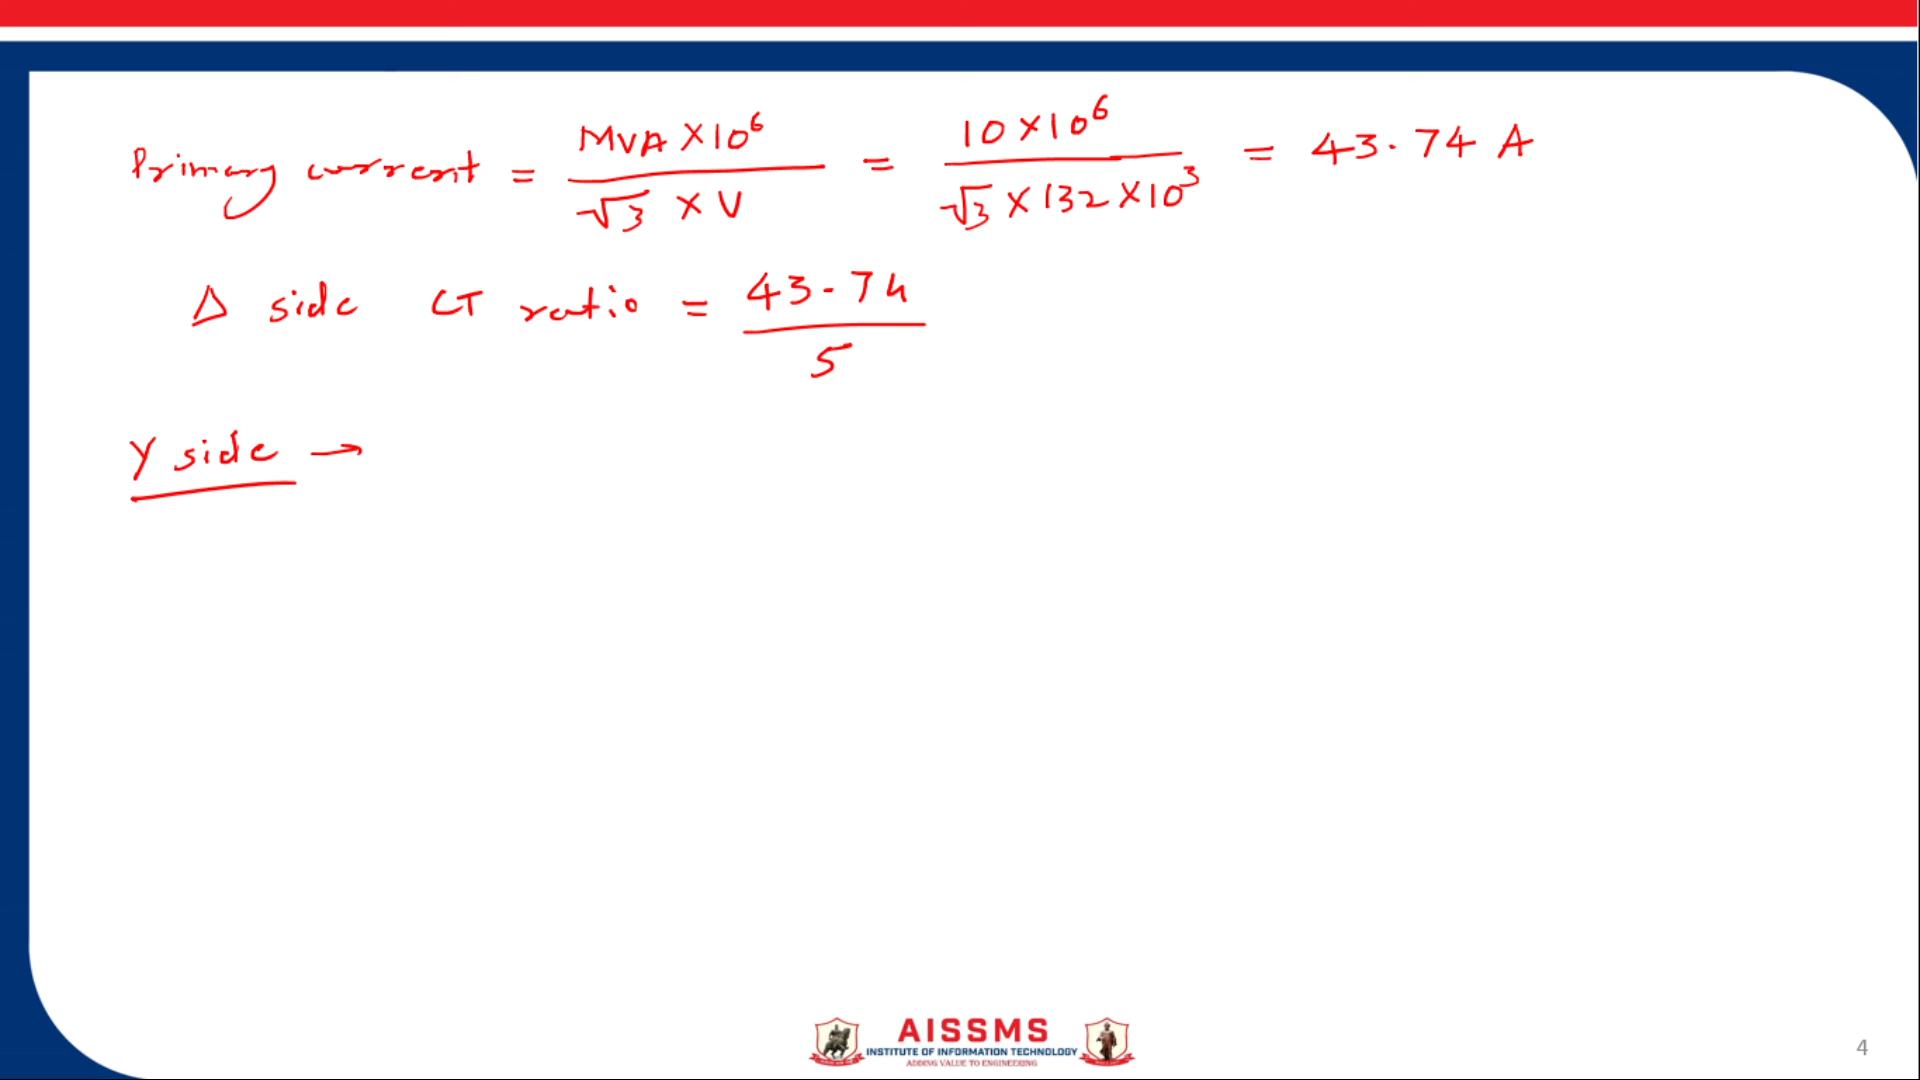 Primary current = MVA × 10⁶ / √3 × V = 10 × 10⁶ / √3 × 132 × 10³ = 43.74 A
Δ side CT ratio = 43.74 / 5
Y side →
AISSMS
INSTITUTE OF INFORMATION TECHNOLOGY
ADDING VALUE TO ENGINEERING
4